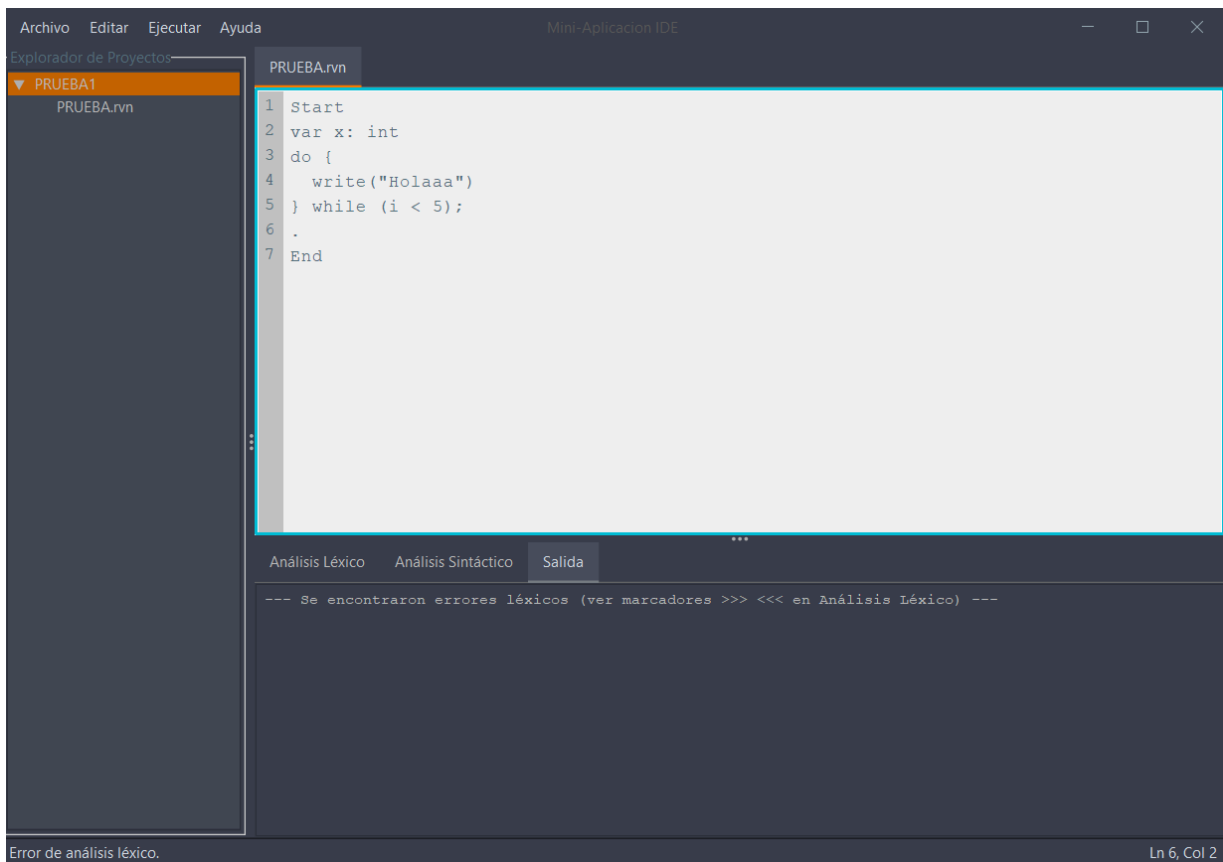 Archivo Editar Ejecutar Ayuda Mini-Aplicacion IDE
Explorador de Proyectos
PRUEBA1
PRUEBA.rvn
PRUEBA.rvn
1 Start
2 var x: int
3 do {
4   write("Holaaa")
5 } while (i < 5);
6 .
7 End
Análisis Léxico Análisis Sintáctico Salida
--- Se encontraron errores léxicos (ver marcadores >>> <<< en Análisis Léxico) ---
Error de análisis léxico. Ln 6, Col 2